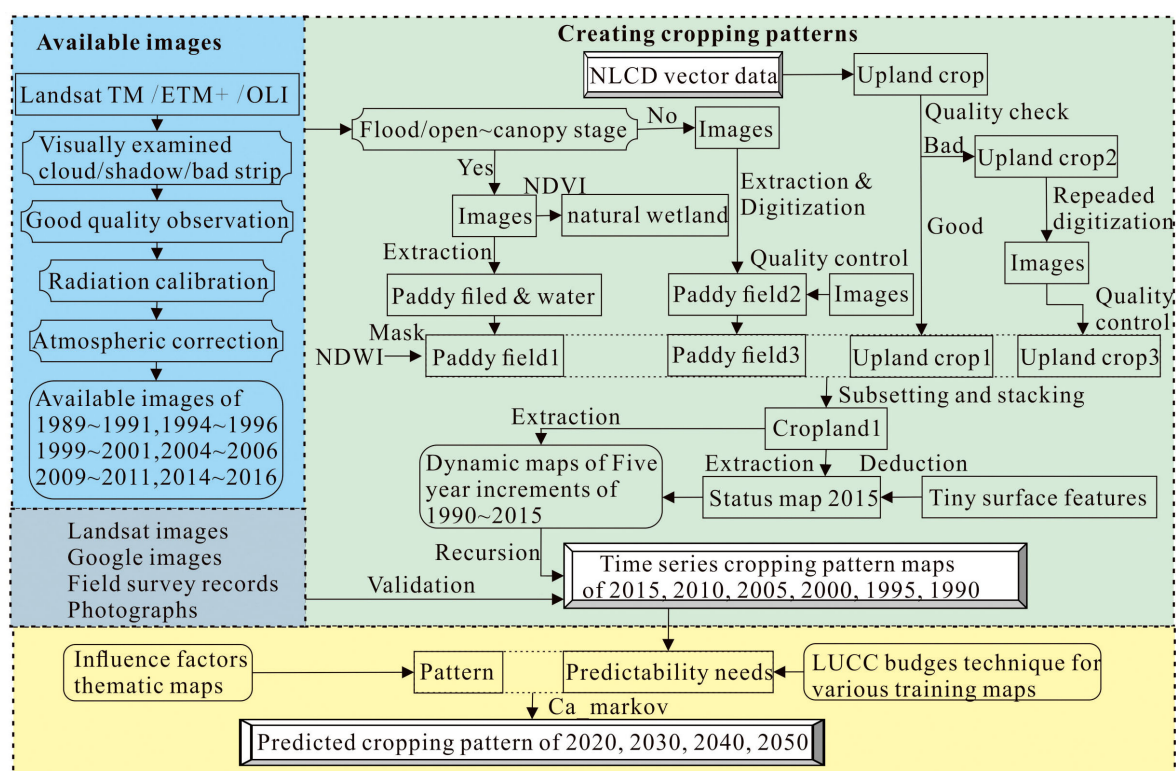 Available images
Landsat TM /ETM+ /OLI
Visually examined
cloud/shadow/bad strip
Good quality observation
Radiation calibration
Atmospheric correction
Available images of
1989~1991,1994~1996
1999~2001,2004~2006
2009~2011,2014~2016
Landsat images
Google images
Field survey records
Photographs
Creating cropping patterns
NLCD vector data
Upland crop
Quality check
Flood/open~canopy stage
No
Images
Bad
Upland crop2
Yes
NDVI
Images
natural wetland
Extraction &
Digitization
Repeaded
digitization
Good
Images
Extraction
Quality control
Paddy filed & water
Paddy field2
Images
Quality
control
Mask
NDWI
Paddy field1
Paddy field3
Upland crop1
Upland crop3
Subsetting and stacking
Extraction
Cropland1
Dynamic maps of Five
year increments of
1990~2015
Extraction
Deduction
Status map 2015
Tiny surface features
Recursion
Validation
Time series cropping pattern maps
of 2015, 2010, 2005, 2000, 1995, 1990
Influence factors
thematic maps
Pattern
Predictability needs
LUCC budges technique for
various training maps
Ca_markov
Predicted cropping pattern of 2020, 2030, 2040, 2050